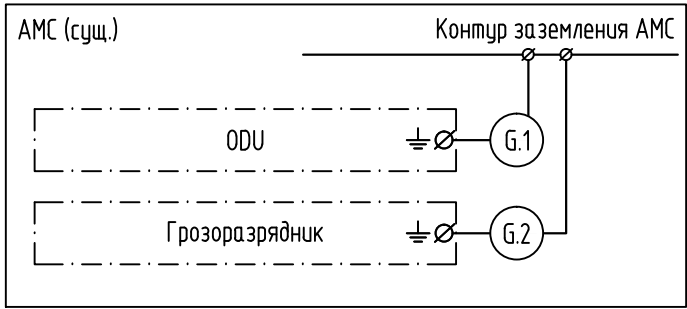 АМС (сущ.)
Контур заземления АМС
ODU
G.1
Грозоразрядник
G.2